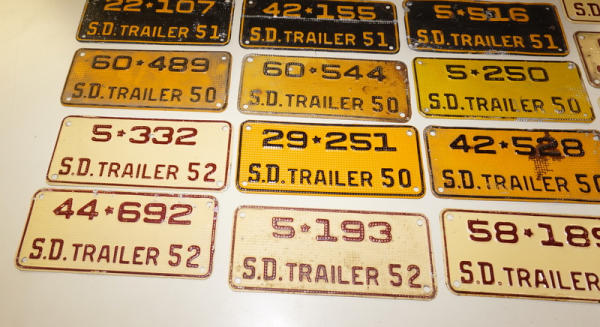 22★107
S.D. TRAILER 51
42★155
S.D. TRAILER 51
5★516
S.D. TRAILER 51
60★489
S.D. TRAILER 50
60★544
S.D. TRAILER 50
5★250
S.D. TRAILER 50
5★332
S.D. TRAILER 52
29★251
S.D. TRAILER 50
42★528
S.D. TRAILER 50
44★692
S.D. TRAILER 52
5★193
S.D. TRAILER 52
58★189
S.D. TRAILER